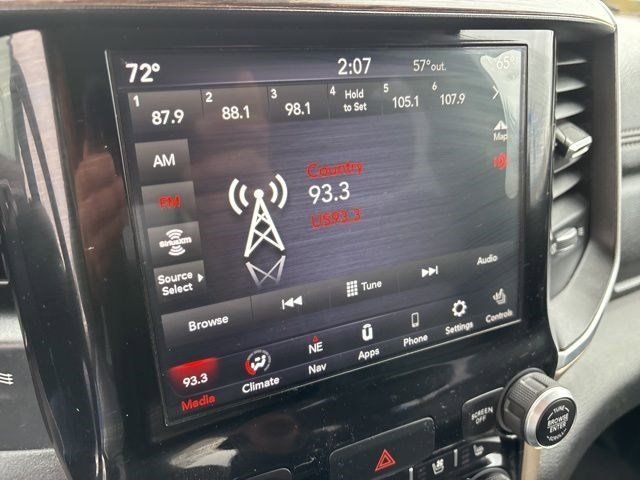 72° 2:07 57°out. 65°
1 87.9 2 88.1 3 98.1 4 Hold to Set 5 105.1 6 107.9
AM
FM
SiriusXM
Source
Select
Country
93.3
US93.3
Map
Browse
Tune
Audio
93.3
Media
Climate
NE
Nav
Apps
Phone
Settings
Controls
SCREEN
OFF
TUNE
BROWSE
ENTER
SCROLL